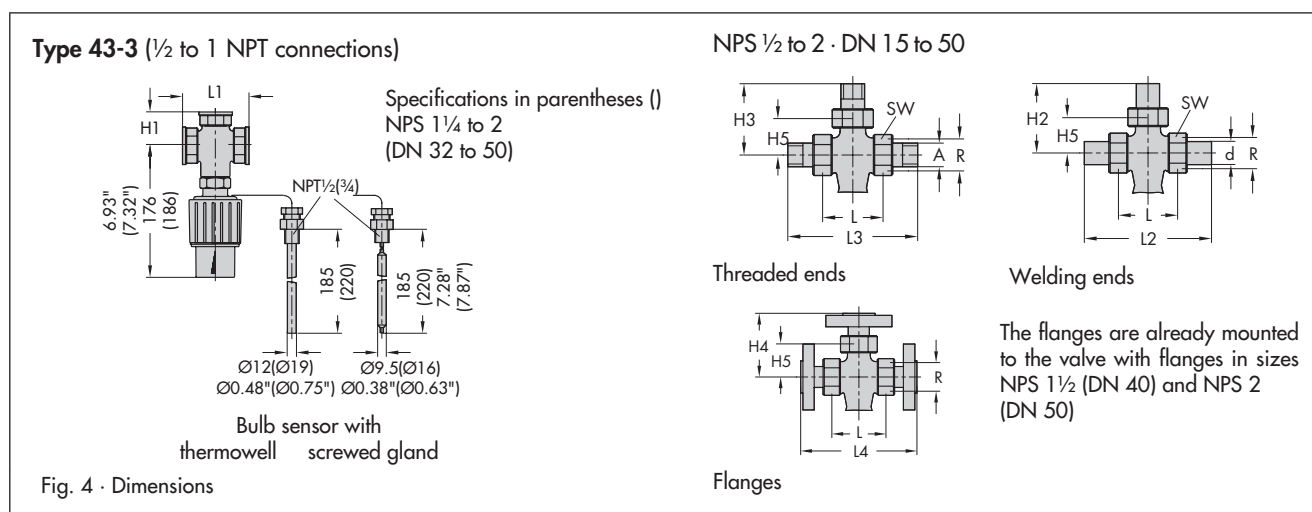 Type 43-3 (½ to 1 NPT connections)
L1
H1
Specifications in parentheses ()
NPS 1¼ to 2
(DN 32 to 50)
6.93"
(7.32")
176
(186)
NPT½(¾)
185
(220)
185
(220)
7.28"
(7.87")
Ø12(Ø19)
Ø0.48"(Ø0.75")
Ø9.5(Ø16)
Ø0.38"(Ø0.63")
Bulb sensor with
thermowell screwed gland
Fig. 4 · Dimensions
NPS ½ to 2 · DN 15 to 50
SW
H3
H5
A
R
L
L3
Threaded ends
SW
H2
H5
d
R
L
L2
Welding ends
H4
H5
R
L
L4
Flanges
The flanges are already mounted
to the valve with flanges in sizes
NPS 1½ (DN 40) and NPS 2
(DN 50)